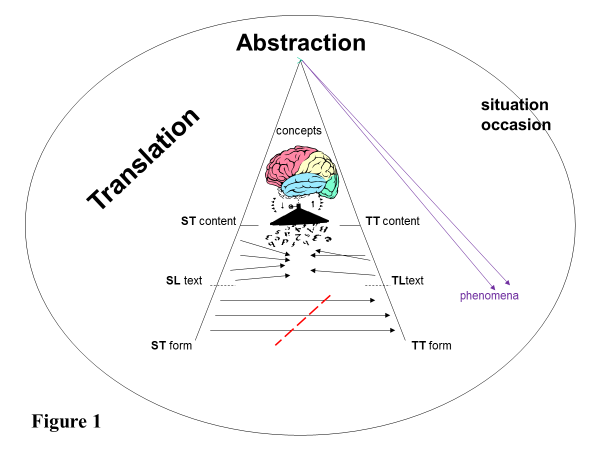 Abstraction
situation
occasion
Translation
concepts
ST content
TT content
SL text
TLtext
phenomena
ST form
TT form
Figure 1